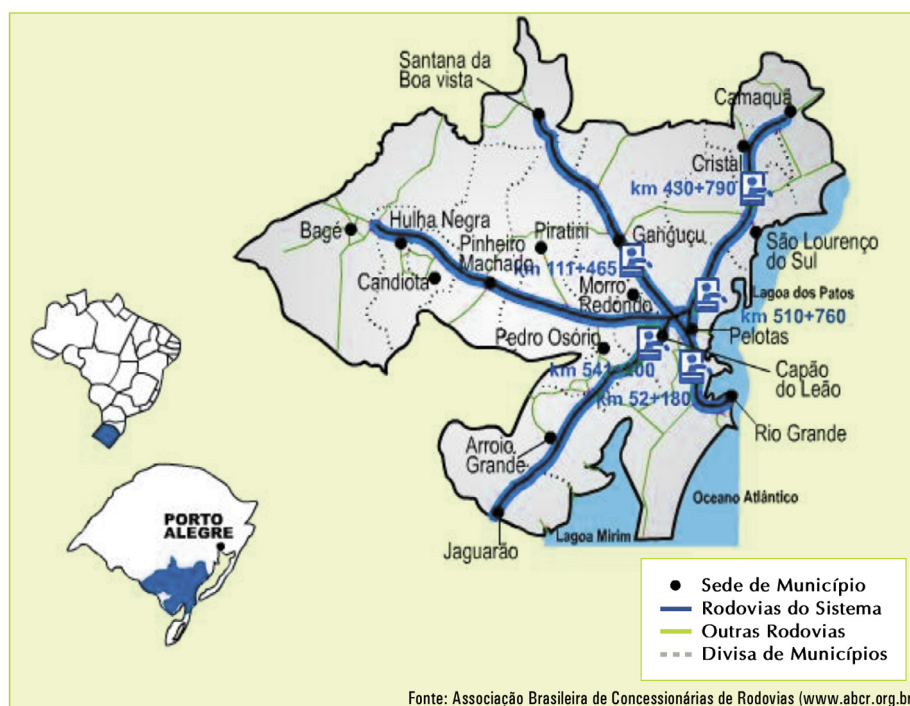 Santana da
Boa vista
Camaquã
Cristal
km 430+790
Bagé
Hulha Negra
Pinheiro
Machado
Piratini
Ganguçu
São Lourenço
do Sul
km 111+465
Candiota
Morro
Redondo
Lagoa dos Patos
km 510+760
Pelotas
Pedro Osório
Capão
do Leão
km 52+180
Rio Grande
Arroio
Grande
Oceano Atlântico
Lagoa Mirim
Jaguarão
PORTO
ALEGRE
Sede de Município
Rodovias do Sistema
Outras Rodovias
Divisa de Municípios
Fonte: Associação Brasileira de Concessionárias de Rodovias (www.abcr.org.br